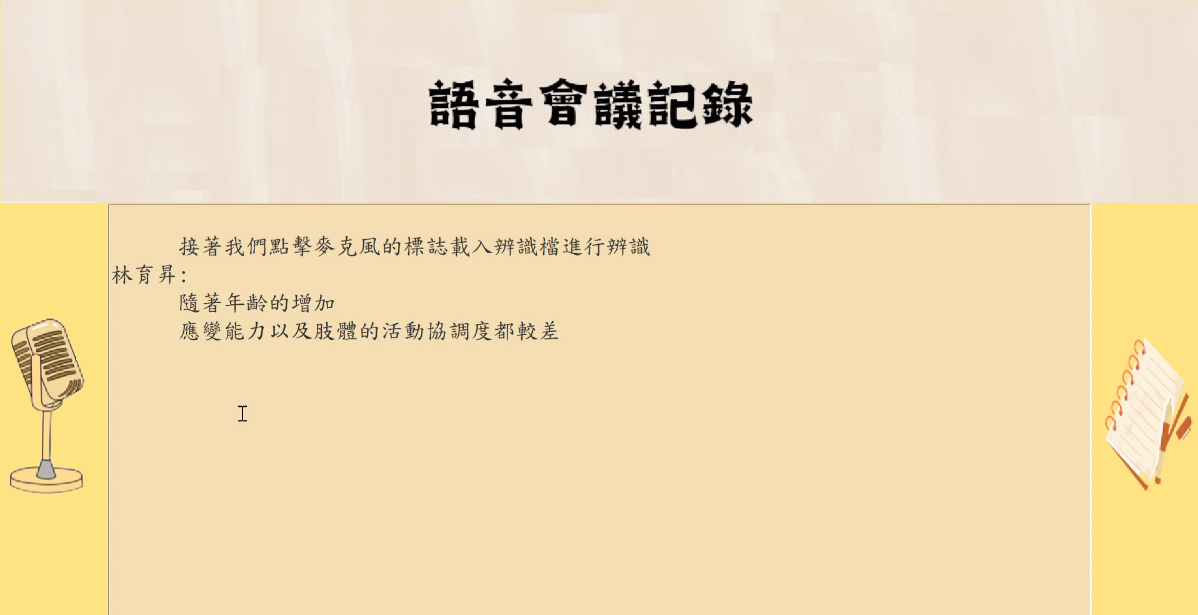 語音會議記錄
接著我們點擊麥克風的標誌載入辨識檔進行辨識
林育昇:
隨著年齡的增加
應變能力以及肢體的活動協調度都較差